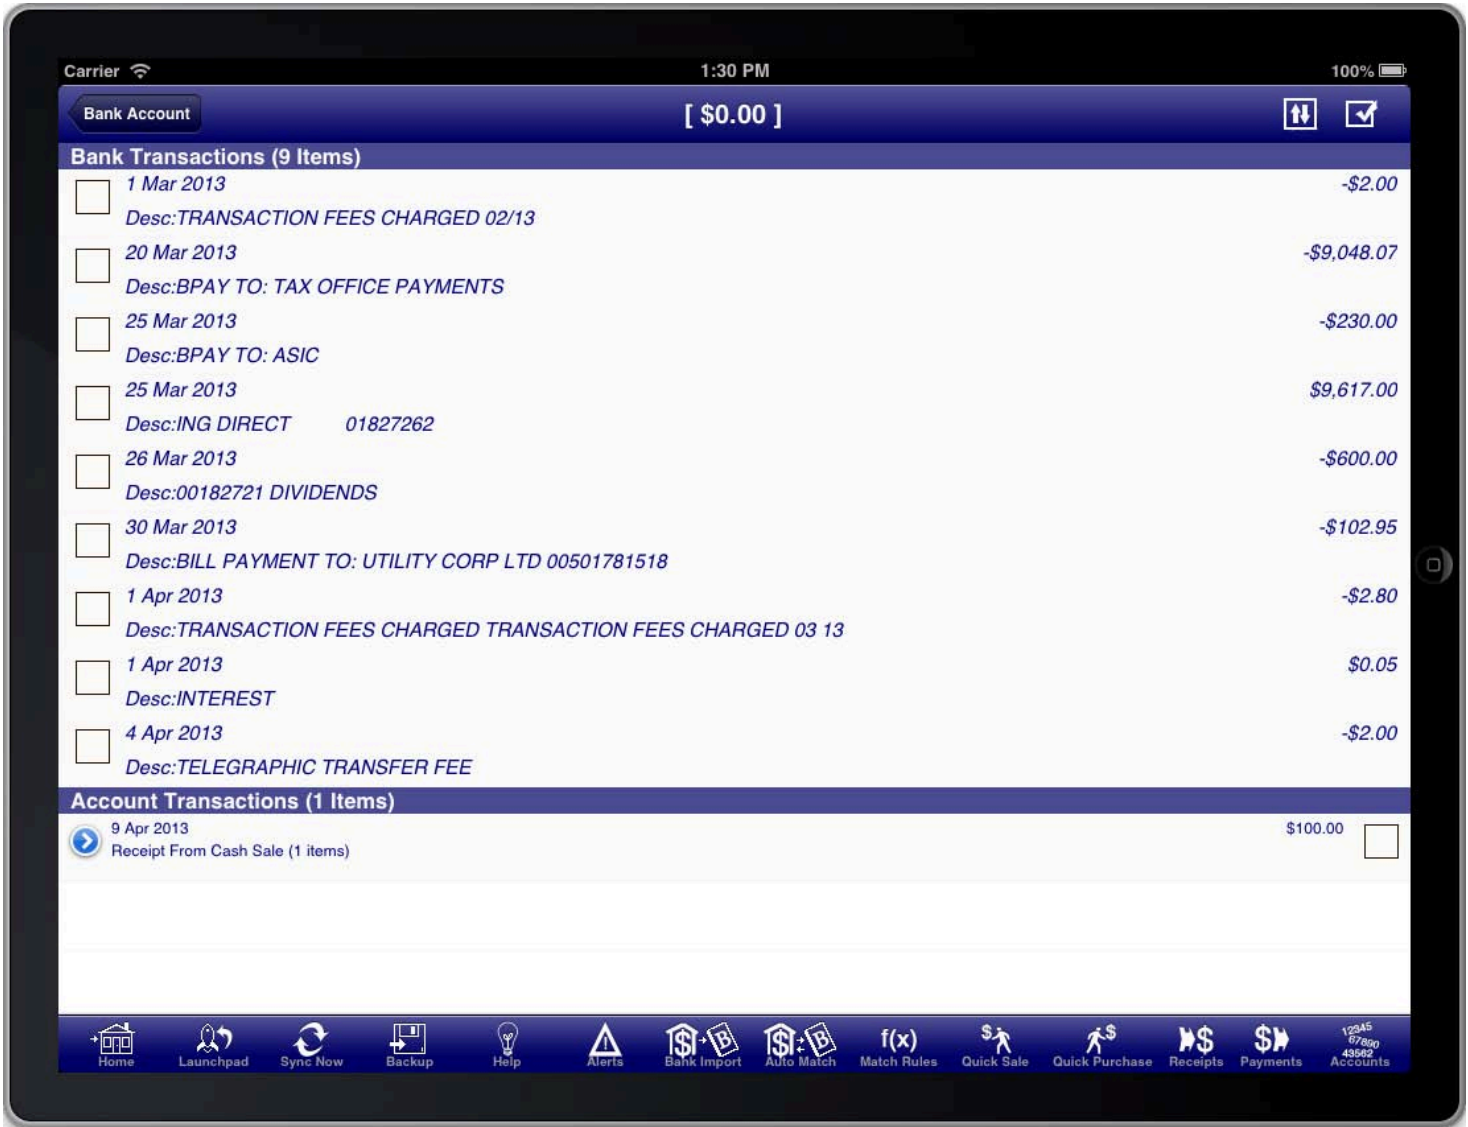 Carrier 1:30 PM 100%
Bank Account [ $0.00 ]
Bank Transactions (9 Items)
1 Mar 2013 -$2.00
Desc:TRANSACTION FEES CHARGED 02/13
20 Mar 2013 -$9,048.07
Desc:BPAY TO: TAX OFFICE PAYMENTS
25 Mar 2013 -$230.00
Desc:BPAY TO: ASIC
25 Mar 2013 $9,617.00
Desc:ING DIRECT 01827262
26 Mar 2013 -$600.00
Desc:00182721 DIVIDENDS
30 Mar 2013 -$102.95
Desc:BILL PAYMENT TO: UTILITY CORP LTD 00501781518
1 Apr 2013 -$2.80
Desc:TRANSACTION FEES CHARGED TRANSACTION FEES CHARGED 03 13
1 Apr 2013 $0.05
Desc:INTEREST
4 Apr 2013 -$2.00
Desc:TELEGRAPHIC TRANSFER FEE
Account Transactions (1 Items)
9 Apr 2013 $100.00
Receipt From Cash Sale (1 items)
$ B $ B f(x) $ $ $ $ 12345 67890 43562
Home Launchpad Sync Now Backup Help Alerts Bank Import Auto Match Match Rules Quick Sale Quick Purchase Receipts Payments Accounts